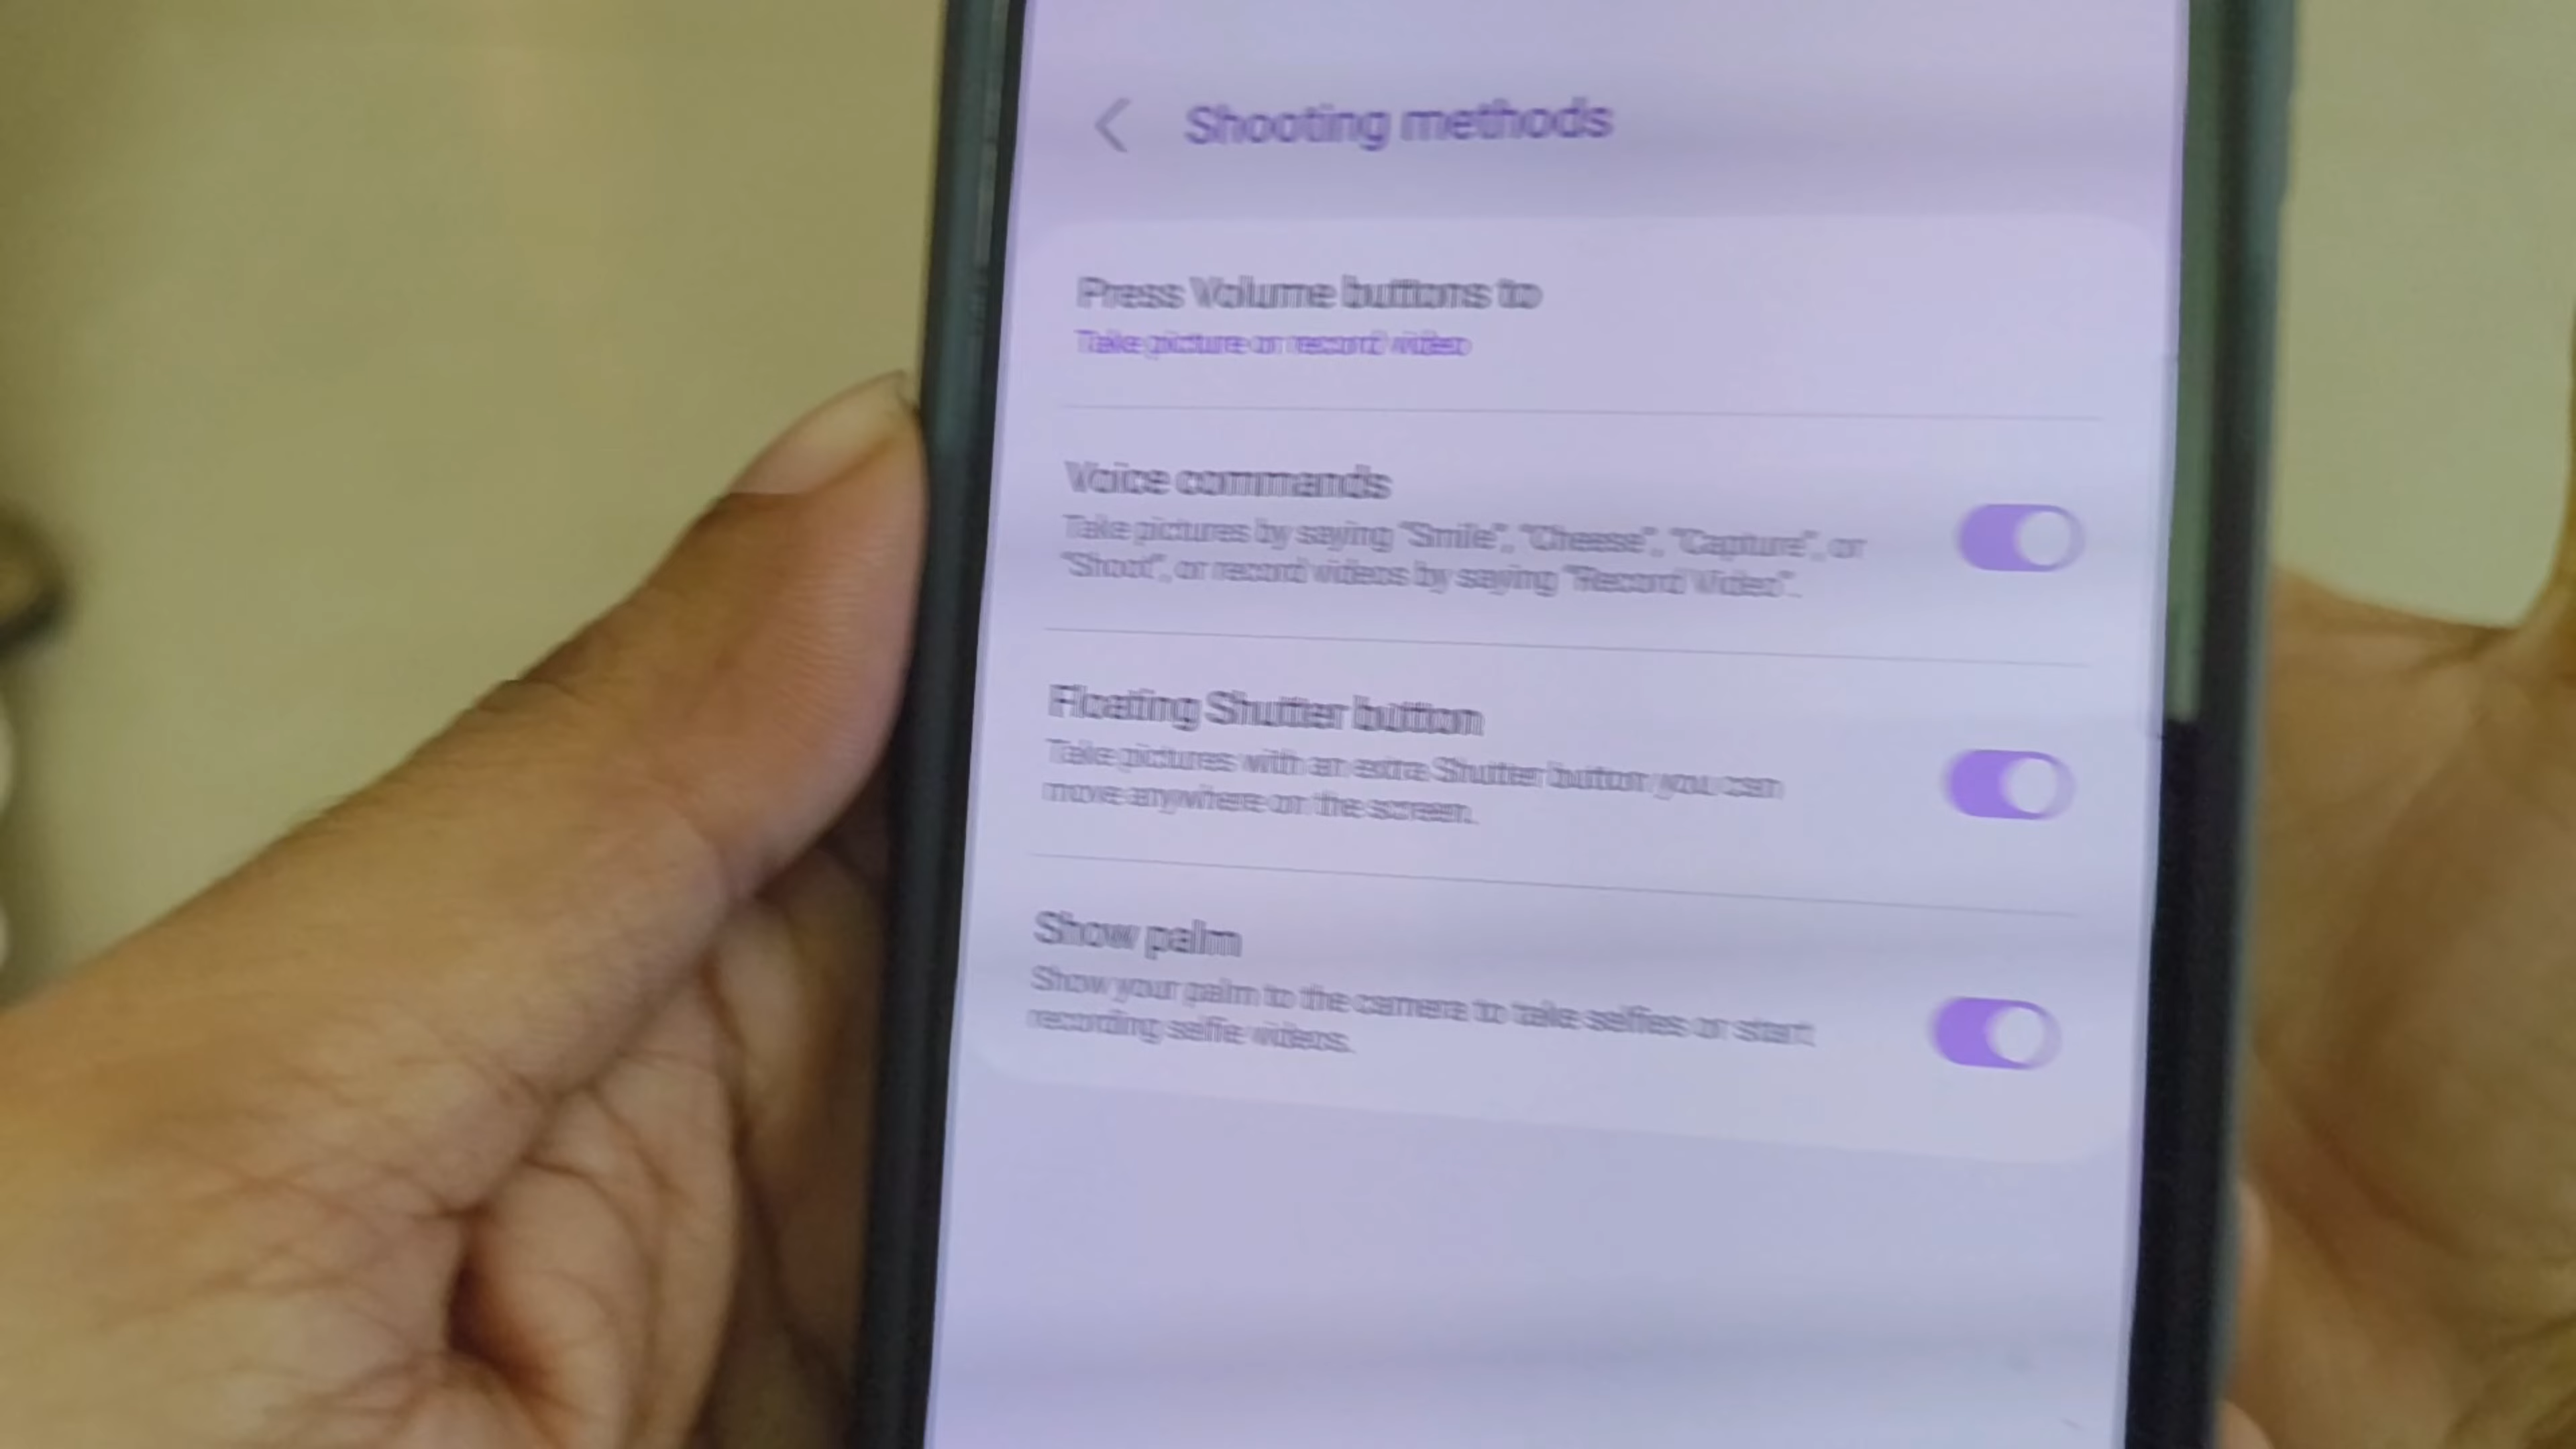 Shooting methods
Press Volume buttons to
Take picture or record video
Voice commands
Take pictures by saying "Smile", "Cheese", "Capture", or
"Shoot", or record videos by saying "Record Video".
Floating Shutter button
Take pictures with an extra Shutter button you can
move anywhere on the screen.
Show palm
Show your palm to the camera to take selfies or start
recording selfie videos.